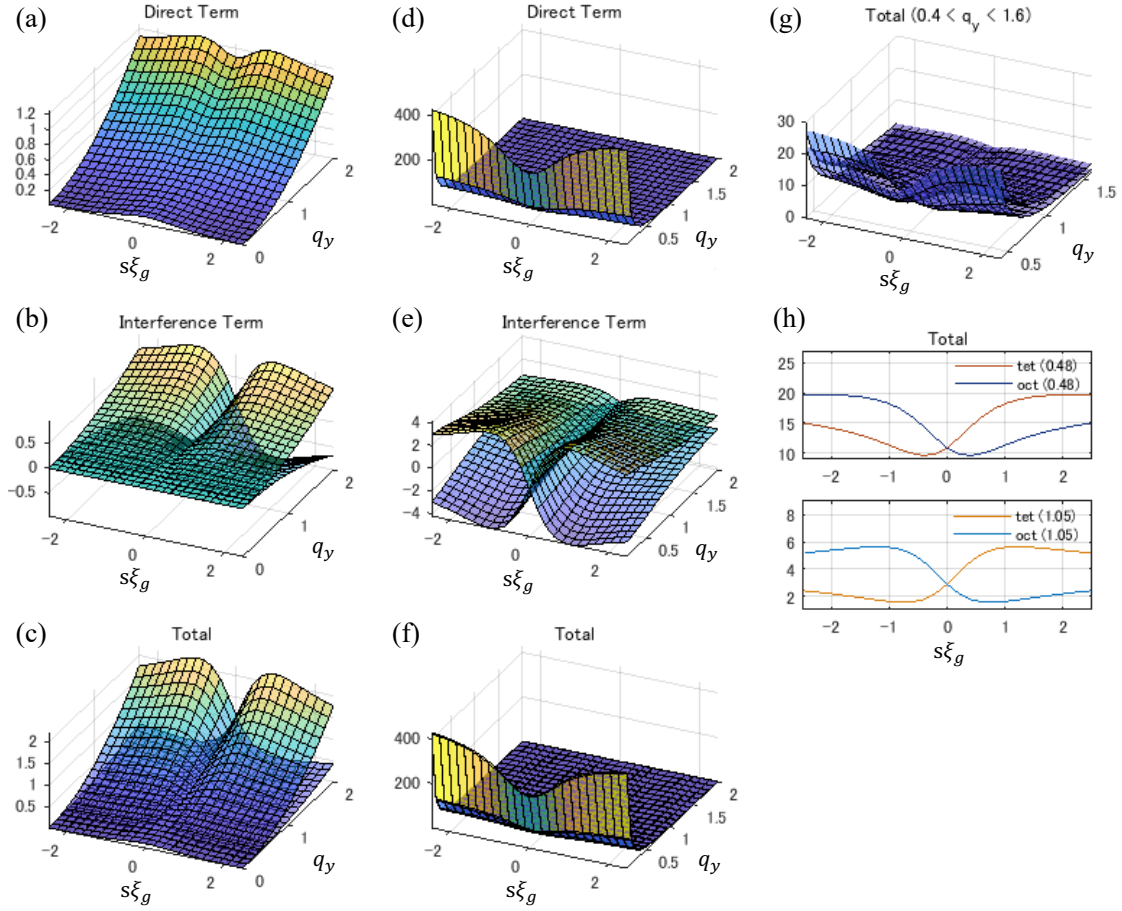 (a)
Direct Term
1.2
1
0.8
0.6
0.4
0.2
-2
0
2
sξg
0
1
2
qy
(b)
Interference Term
0.5
0
-0.5
-2
0
2
sξg
0
1
2
qy
(c)
Total
2
1.5
1
0.5
-2
0
2
sξg
0
1
2
qy
(d)
Direct Term
400
200
-2
0
2
sξg
0.5
1
1.5
2
qy
(e)
Interference Term
4
2
0
-2
-4
-2
0
2
sξg
0.5
1
1.5
2
qy
(f)
Total
400
200
-2
0
2
sξg
0.5
1
1.5
2
qy
(g)
Total (0.4 < qy < 1.6)
30
20
10
0
-2
0
2
sξg
0.5
1
1.5
qy
(h)
Total
25
20
15
10
tet (0.48)
oct (0.48)
-2 -1 0 1 2
8
6
4
2
tet (1.05)
oct (1.05)
-2 -1 0 1 2
sξg